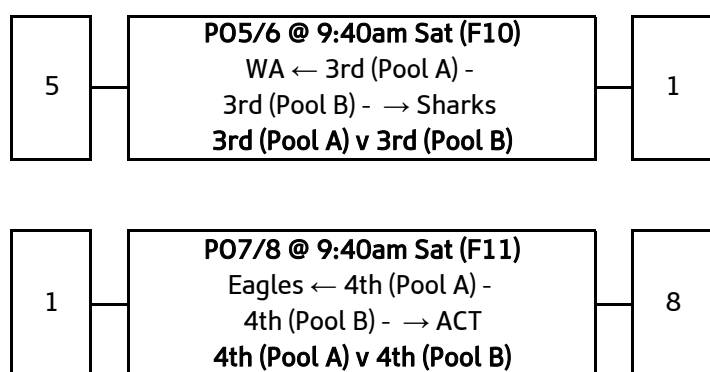 PO5/6 @ 9:40am Sat (F10)
WA ← 3rd (Pool A) -
5
1
3rd (Pool B) - → Sharks
3rd (Pool A) v 3rd (Pool B)
PO7/8 @ 9:40am Sat (F11)
Eagles ← 4th (Pool A) -
1
8
4th (Pool B) - → ACT
4th (Pool A) v 4th (Pool B)